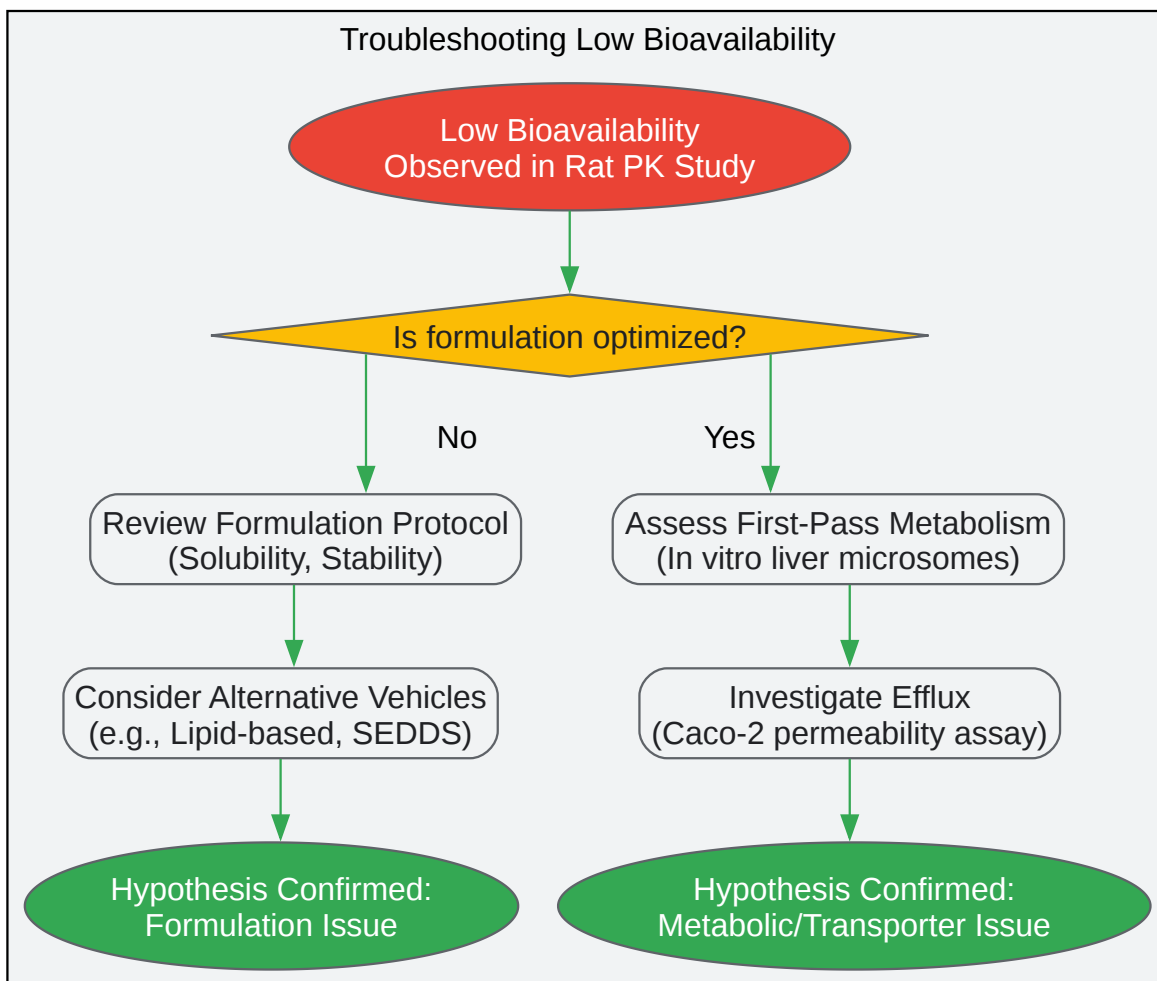 Troubleshooting Low Bioavailability
Low Bioavailability
Observed in Rat PK Study
Is formulation optimized?
No
Yes
Review Formulation Protocol
(Solubility, Stability)
Assess First-Pass Metabolism
(In vitro liver microsomes)
Consider Alternative Vehicles
(e.g., Lipid-based, SEDDS)
Investigate Efflux
(Caco-2 permeability assay)
Hypothesis Confirmed:
Formulation Issue
Hypothesis Confirmed:
Metabolic/Transporter Issue